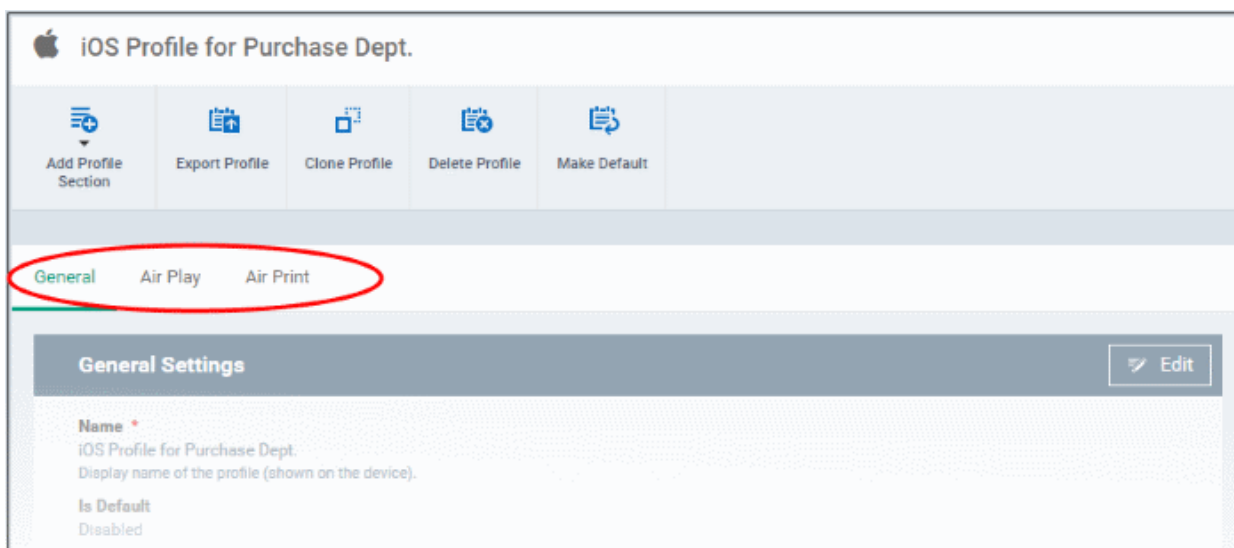 iOS Profile for Purchase Dept.
Add Profile
Section
Export Profile
Clone Profile
Delete Profile
Make Default
General
Air Play
Air Print
General Settings
Edit
Name *
iOS Profile for Purchase Dept.
Display name of the profile (shown on the device).
Is Default
Disabled